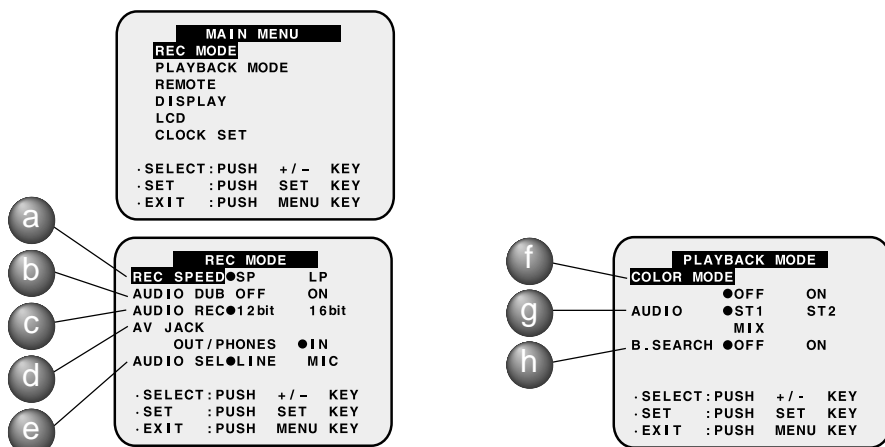 MAIN MENU
REC MODE
PLAYBACK MODE
REMOTE
DISPLAY
LCD
CLOCK SET
·SELECT:PUSH +/- KEY
·SET :PUSH SET KEY
·EXIT :PUSH MENU KEY
a
b
c
d
e
REC MODE
REC SPEED●SP LP
AUDIO DUB OFF ON
AUDIO REC●12bit 16bit
AV JACK
OUT/PHONES ●IN
AUDIO SEL●LINE MIC
·SELECT:PUSH +/- KEY
·SET :PUSH SET KEY
·EXIT :PUSH MENU KEY
f
g
h
PLAYBACK MODE
COLOR MODE
●OFF ON
AUDIO ●ST1 ST2
MIX
B.SEARCH ●OFF ON
·SELECT:PUSH +/- KEY
·SET :PUSH SET KEY
·EXIT :PUSH MENU KEY